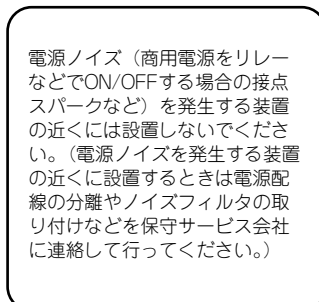 電源ノイズ（商用電源をリレー
などでON/OFFする場合の接点
スパークなど）を発生する装置
の近くには設置しないでくださ
い。（電源ノイズを発生する装置
の近くに設置するときは電源配
線の分離やノイズフィルタの取
り付けなどを保守サービス会社
に連絡して行ってください。）